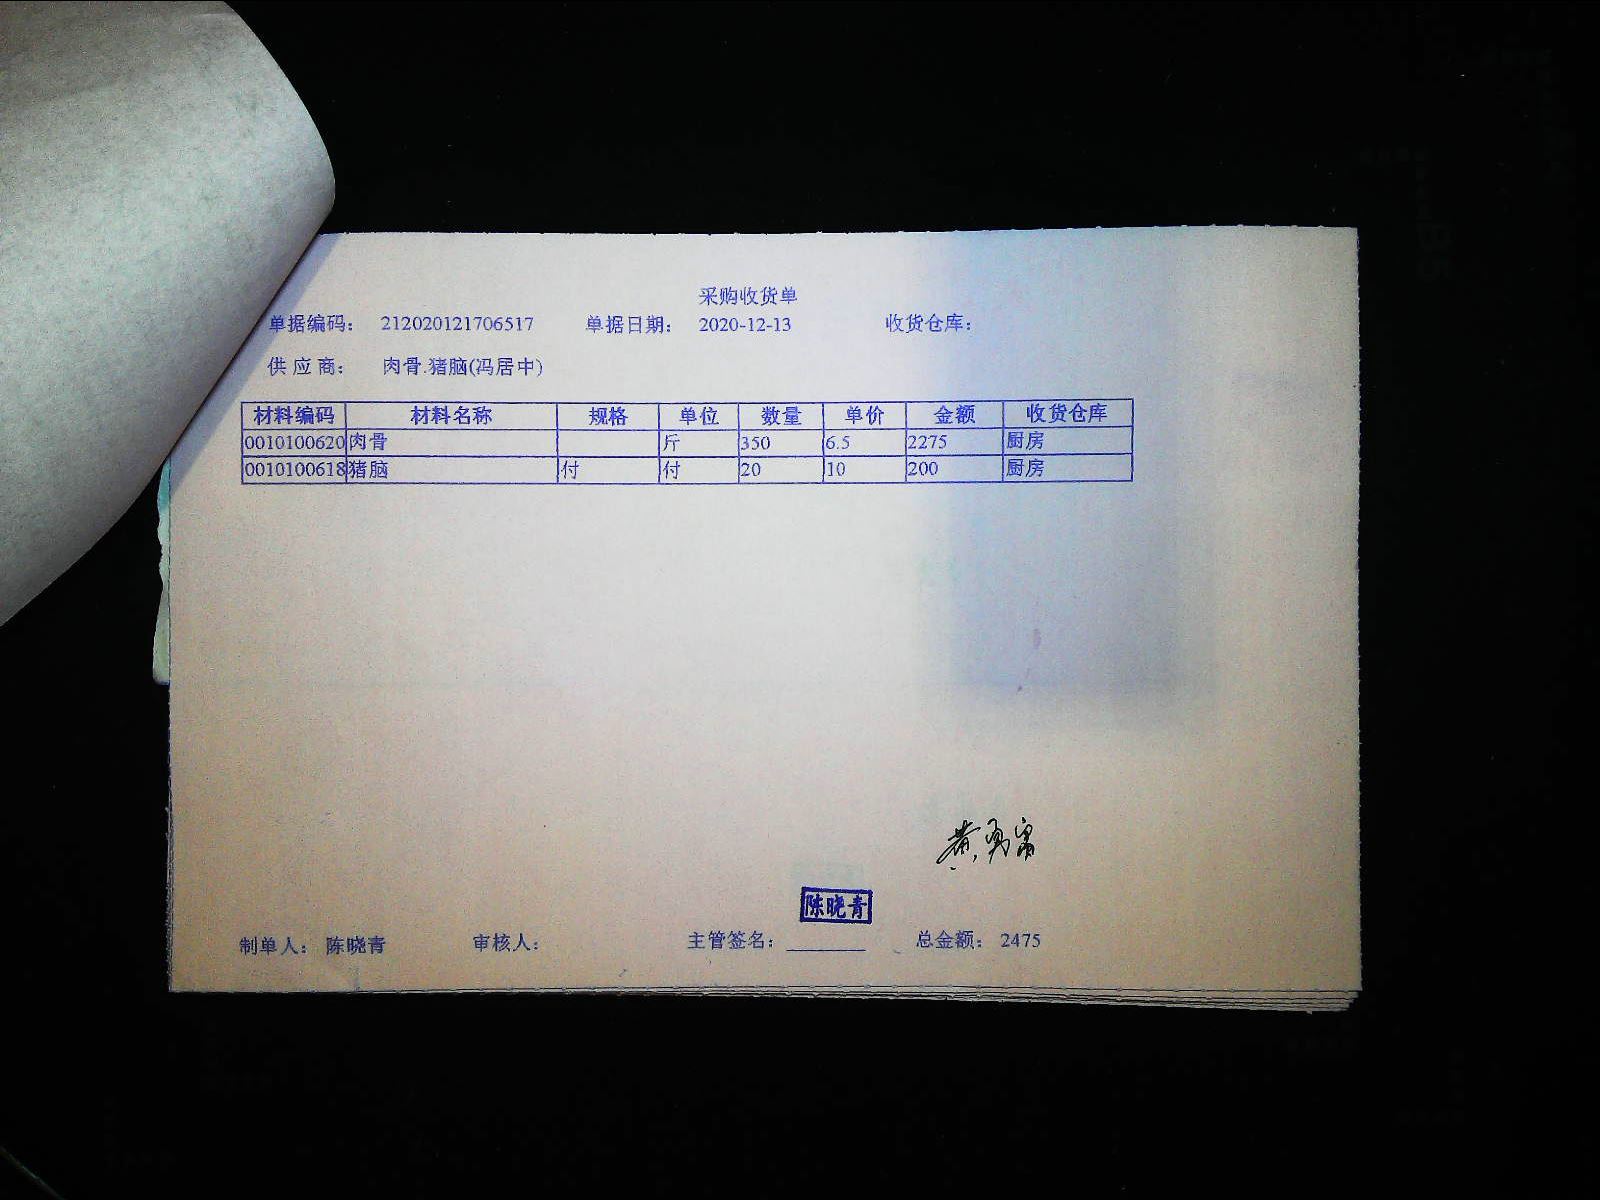 采购收货单
单据编码： 212020121706517 单据日期： 2020-12-13 收货仓库：
供应商： 肉骨.猪脑(冯居中)
材料编码 材料名称 规格 单位 数量 单价 金额 收货仓库
0010100620 肉骨 斤 350 6.5 2275 厨房
0010100618 猪脑 付 付 20 10 200 厨房
黄勇富
陈晓青
制单人： 陈晓青 审核人： 主管签名：________ 总金额： 2475